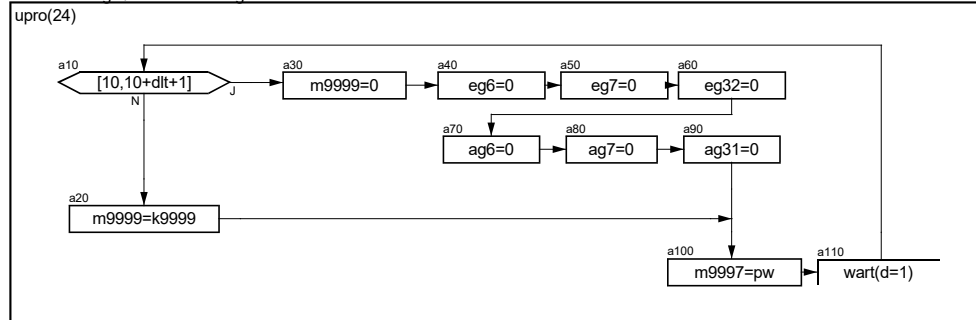 upro(24)
a10
[10,10+dlt+1]
N
J
a30
m9999=0
a40
eg6=0
a50
eg7=0
a60
eg32=0
a70
ag6=0
a80
ag7=0
a90
ag31=0
a20
m9999=k9999
a100
m9997=pw
a110
wart(d=1)